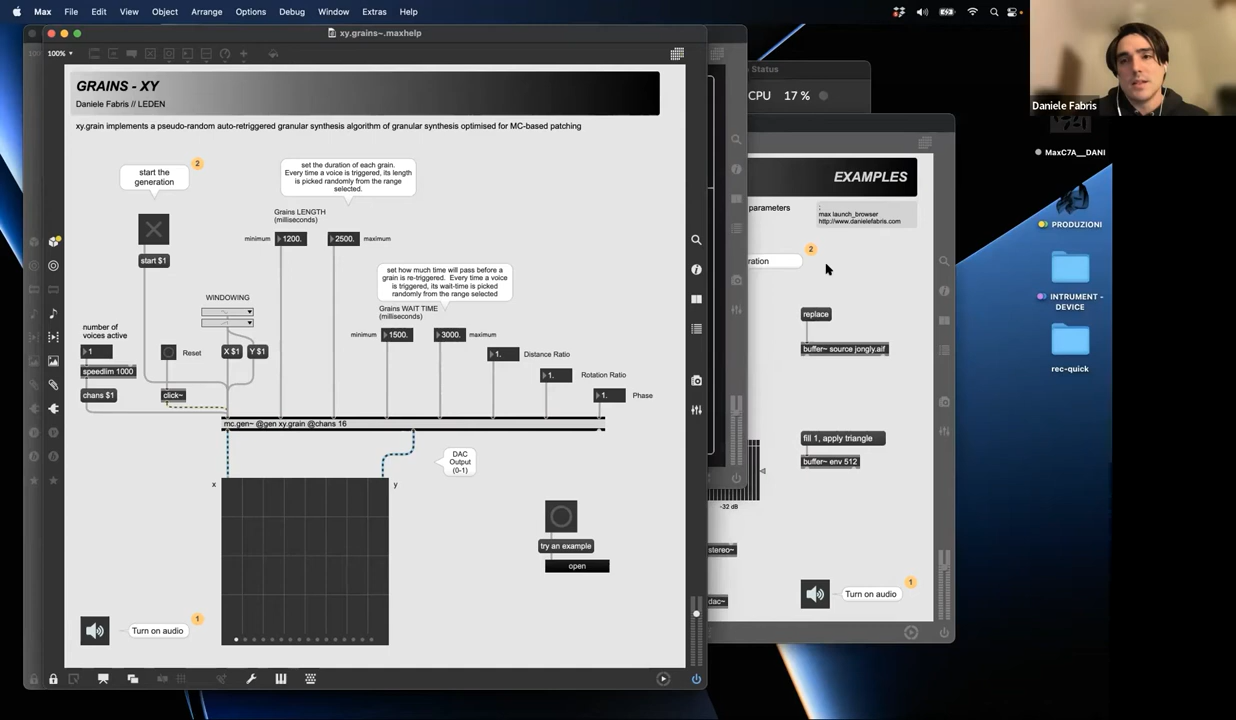 Max File Edit View Object Arrange Options Debug Window Extras Help
Daniele Fabris
100%
xy.grains~.maxhelp
Status
CPU 17 %
GRAINS - XY
Daniele Fabris // LEDEN
xy.grain implements a pseudo-random auto-retriggered granular synthesis algorithm of granular synthesis optimised for MC-based patching
start the
generation
2
start $1
set the duration of each grain.
Every time a voice is triggered, its length
is picked randomly from the range
selected.
Grains LENGTH
(milliseconds)
minimum
1200.
2500.
maximum
set how much time will pass before a
grain is re-triggered. Every time a voice
is triggered, its wait-time is picked
randomly from the range selected
Grains WAIT TIME
(milliseconds)
minimum
1500.
3000.
maximum
WINDOWING
number of
voices active
1
speedlim 1000
chans $1
Reset
click~
X $1
Y $1
1.
Distance Ratio
1.
Rotation Ratio
1.
Phase
mc.gen~ @gen xy.grain @chans 16
x
y
DAC
Output
(0-1)
try an example
open
Turn on audio
1
EXAMPLES
parameters
;
max launch_browser
http://www.danielefabris.com
2
ration
replace
buffer~ source jongly.aif
fill 1, apply triangle
buffer~ env 512
-32 dB
stereo~
dac~
Turn on audio
1
MaxC7A__DANI
PRODUZIONI
INTRUMENT -
DEVICE
rec-quick